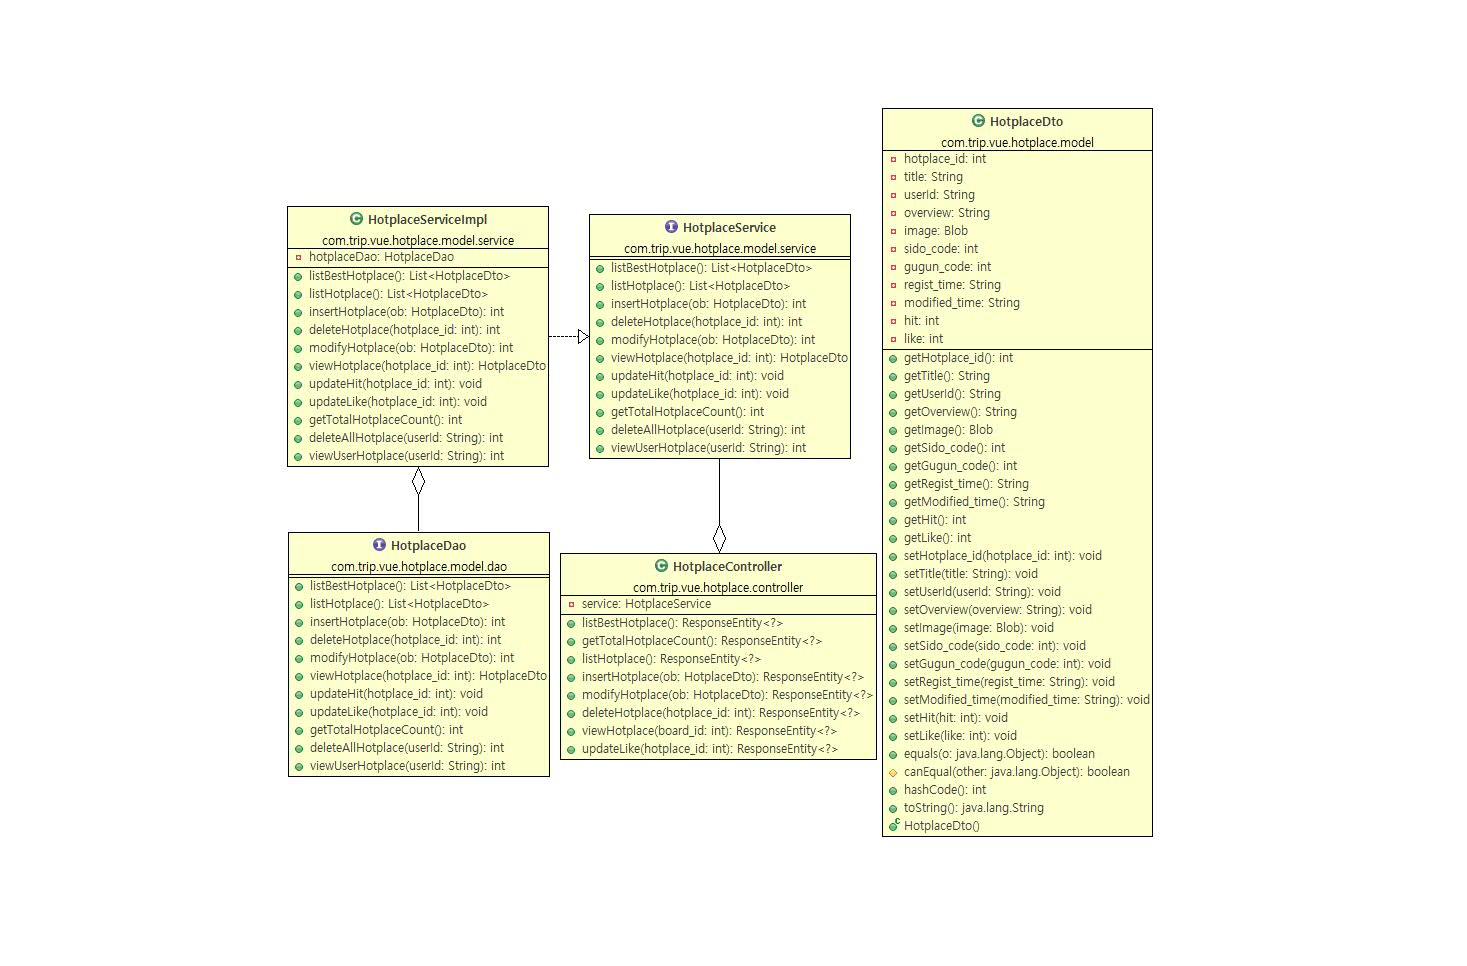 HotplaceServiceImpl
com.trip.vue.hotplace.model.service
hotplaceDao: HotplaceDao
listBestHotplace(): List<HotplaceDto>
listHotplace(): List<HotplaceDto>
insertHotplace(ob: HotplaceDto): int
deleteHotplace(hotplace_id: int): int
modifyHotplace(ob: HotplaceDto): int
viewHotplace(hotplace_id: int): HotplaceDto
updateHit(hotplace_id: int): void
updateLike(hotplace_id: int): void
getTotalHotplaceCount(): int
deleteAllHotplace(userId: String): int
viewUserHotplace(userId: String): int
HotplaceService
com.trip.vue.hotplace.model.service
listBestHotplace(): List<HotplaceDto>
listHotplace(): List<HotplaceDto>
insertHotplace(ob: HotplaceDto): int
deleteHotplace(hotplace_id: int): int
modifyHotplace(ob: HotplaceDto): int
viewHotplace(hotplace_id: int): HotplaceDto
updateHit(hotplace_id: int): void
updateLike(hotplace_id: int): void
getTotalHotplaceCount(): int
deleteAllHotplace(userId: String): int
viewUserHotplace(userId: String): int
HotplaceDao
com.trip.vue.hotplace.model.dao
listBestHotplace(): List<HotplaceDto>
listHotplace(): List<HotplaceDto>
insertHotplace(ob: HotplaceDto): int
deleteHotplace(hotplace_id: int): int
modifyHotplace(ob: HotplaceDto): int
viewHotplace(hotplace_id: int): HotplaceDto
updateHit(hotplace_id: int): void
updateLike(hotplace_id: int): void
getTotalHotplaceCount(): int
deleteAllHotplace(userId: String): int
viewUserHotplace(userId: String): int
HotplaceController
com.trip.vue.hotplace.controller
service: HotplaceService
listBestHotplace(): ResponseEntity<?>
getTotalHotplaceCount(): ResponseEntity<?>
listHotplace(): ResponseEntity<?>
insertHotplace(ob: HotplaceDto): ResponseEntity<?>
modifyHotplace(ob: HotplaceDto): ResponseEntity<?>
deleteHotplace(hotplace_id: int): ResponseEntity<?>
viewHotplace(board_id: int): ResponseEntity<?>
updateLike(hotplace_id: int): ResponseEntity<?>
HotplaceDto
com.trip.vue.hotplace.model
hotplace_id: int
title: String
userId: String
overview: String
image: Blob
sido_code: int
gugun_code: int
regist_time: String
modified_time: String
hit: int
like: int
getHotplace_id(): int
getTitle(): String
getUserId(): String
getOverview(): String
getImage(): Blob
getSido_code(): int
getGugun_code(): int
getRegist_time(): String
getModified_time(): String
getHit(): int
getLike(): int
setHotplace_id(hotplace_id: int): void
setTitle(title: String): void
setUserId(userId: String): void
setOverview(overview: String): void
setImage(image: Blob): void
setSido_code(sido_code: int): void
setGugun_code(gugun_code: int): void
setRegist_time(regist_time: String): void
setModified_time(modified_time: String): void
setHit(hit: int): void
setLike(like: int): void
equals(o: java.lang.Object): boolean
canEqual(other: java.lang.Object): boolean
hashCode(): int
toString(): java.lang.String
HotplaceDto()